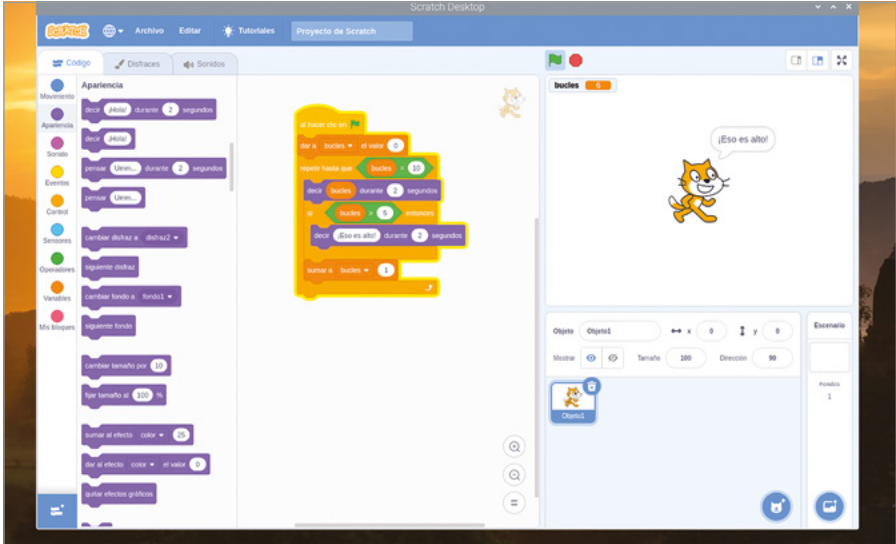 Scratch Desktop
SCRATCH Archivo Editar Tutoriales Proyecto de Scratch
Código Disfraces Sonidos
Movimiento
Apariencia
Sonido
Eventos
Control
Sensores
Operadores
Variables
Mis bloques
Apariencia
decir ¡Hola! durante 2 segundos
decir ¡Hola!
pensar Umm... durante 2 segundos
pensar Umm...
cambiar disfraz a disfraz2
siguiente disfraz
cambiar fondo a fondo1
siguiente fondo
cambiar tamaño por 10
fijar tamaño al 100 %
sumar al efecto color 25
dar al efecto color el valor 0
quitar efectos gráficos
al hacer clic en
dar a bucles el valor 0
repetir hasta que bucles = 10
decir bucles durante 2 segundos
si bucles > 5 entonces
decir ¡Eso es alto! durante 2 segundos
sumar a bucles 1
bucles 6
¡Eso es alto!
Objeto Objeto1 x 0 y 0
Mostrar Tamaño 100 Dirección 90
Objeto1
Escenario
Fondos
1